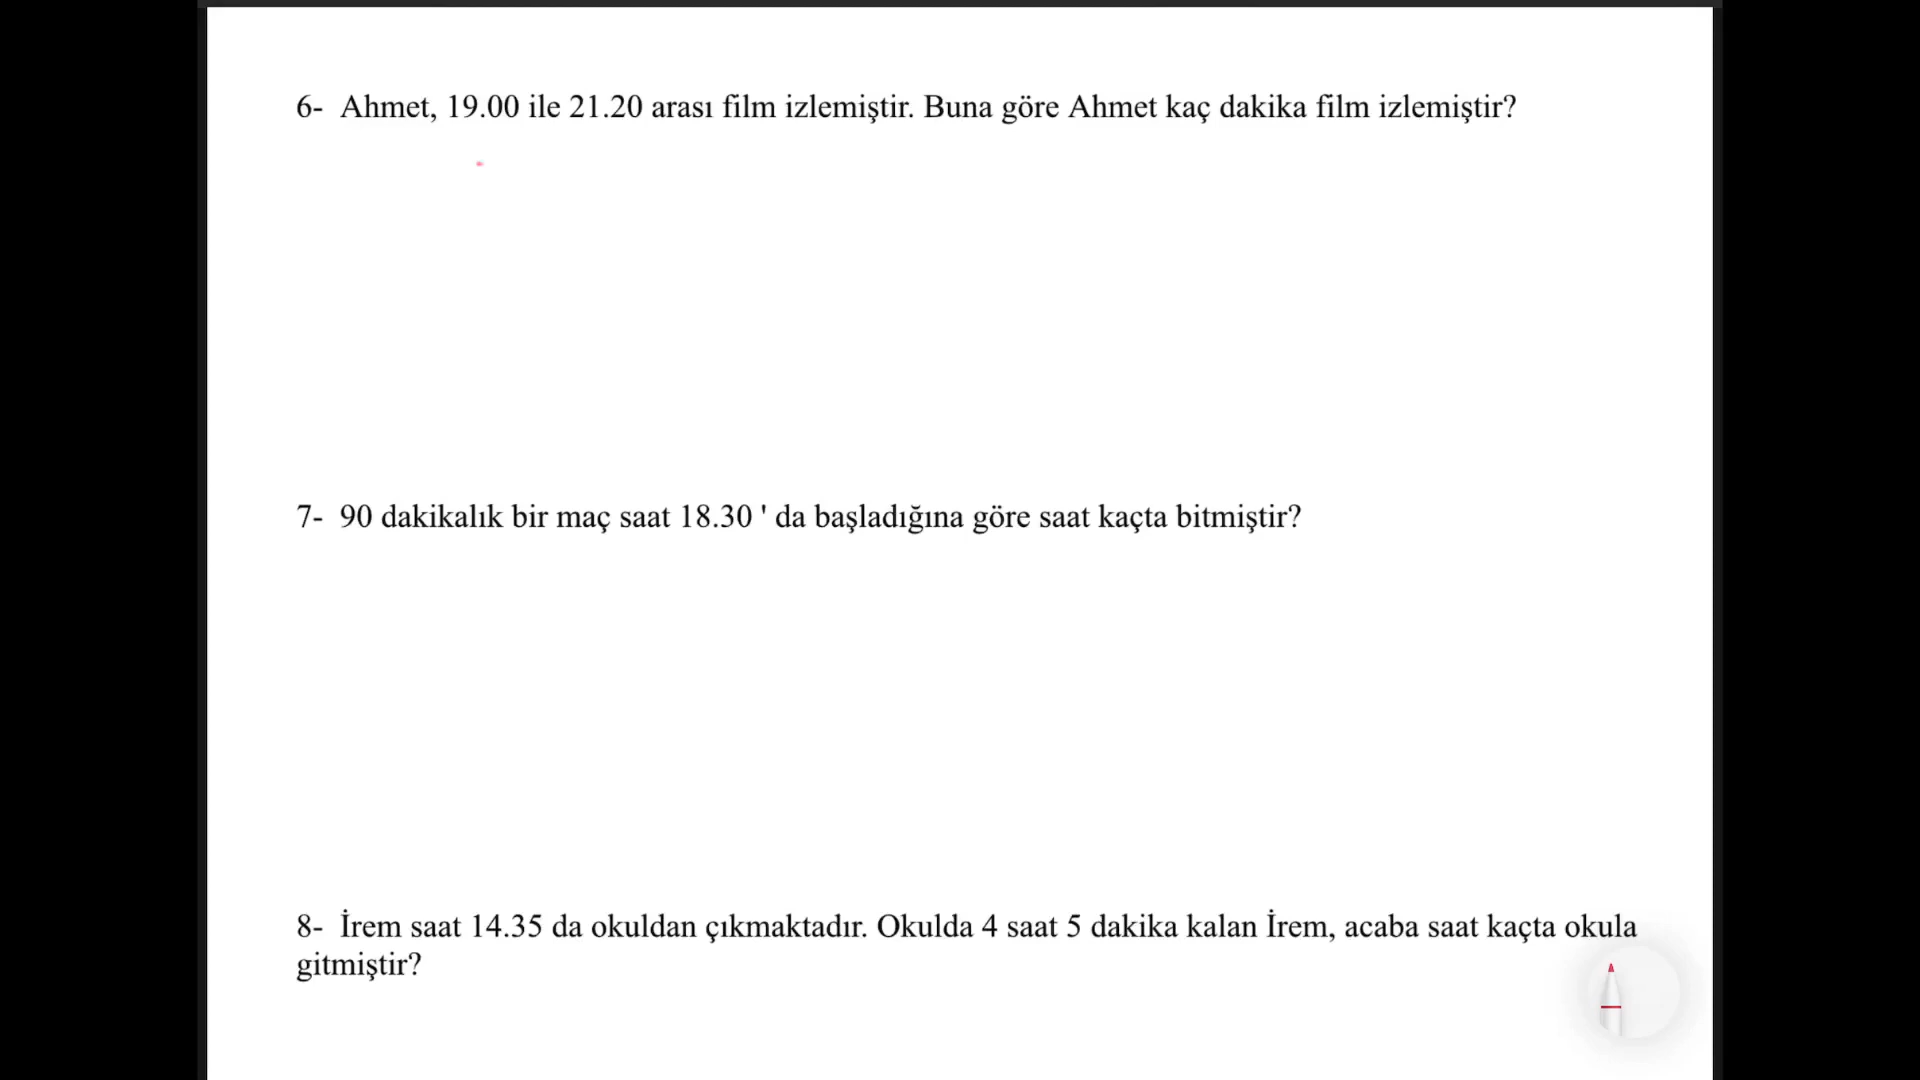 6- Ahmet, 19.00 ile 21.20 arası film izlemiştir. Buna göre Ahmet kaç dakika film izlemiştir?
7- 90 dakikalık bir maç saat 18.30 ' da başladığına göre saat kaçta bitmiştir?
8- İrem saat 14.35 da okuldan çıkmaktadır. Okulda 4 saat 5 dakika kalan İrem, acaba saat kaçta okula
gitmiştir?